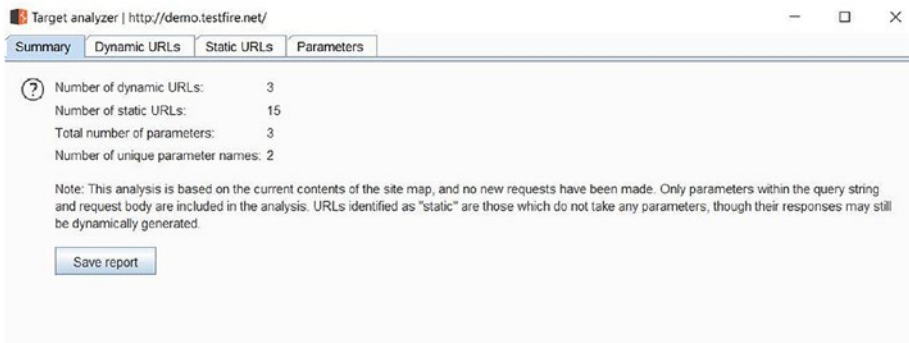 Target analyzer | http://demo.testfire.net/
Summary Dynamic URLs Static URLs Parameters
? Number of dynamic URLs: 3
Number of static URLs: 15
Total number of parameters: 3
Number of unique parameter names: 2
Note: This analysis is based on the current contents of the site map, and no new requests have been made. Only parameters within the query string
and request body are included in the analysis. URLs identified as "static" are those which do not take any parameters, though their responses may still
be dynamically generated.
Save report